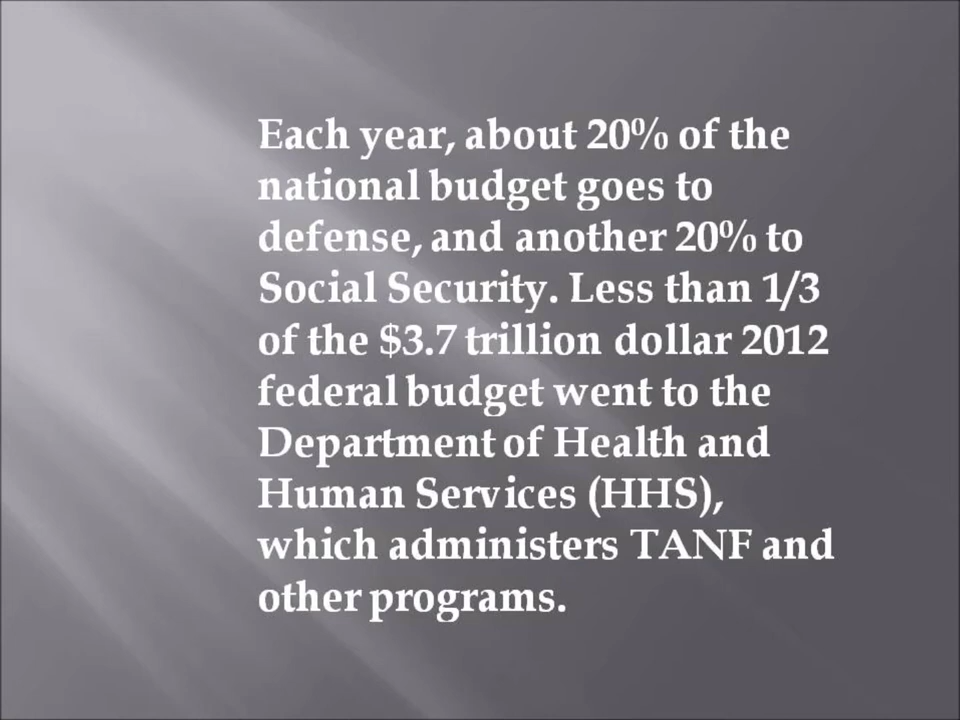 Each year, about 20% of the
national budget goes to
defense, and another 20% to
Social Security. Less than 1/3
of the $3.7 trillion dollar 2012
federal budget went to the
Department of Health and
Human Services (HHS),
which administers TANF and
other programs.